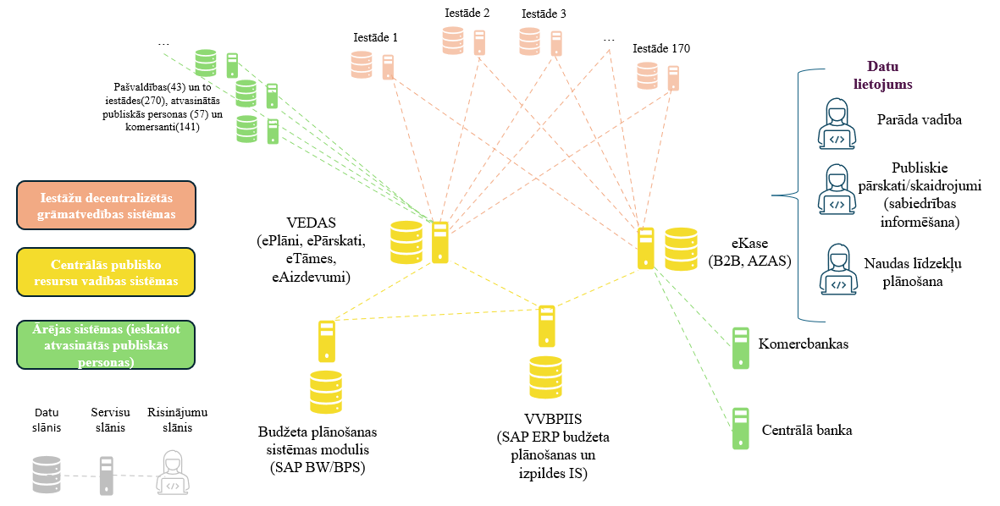 Iestāde 1
Iestāde 2
Iestāde 3
...
Iestāde 170
...
Pašvaldības(43) un to
iestādes(270), atvasinātās
publiskās personas (57) un
komersanti(141)
Iestāžu decentralizētās
grāmatvedības sistēmas
Centrālās publisko
resursu vadības sistēmas
Ārējas sistēmas (ieskaitot
atvasinātās publiskās
personas)
Datu
slānis
Servisu
slānis
Risinājumu
slānis
VEDAS
(ePlāni, ePārskati,
eTāmes,
eAizdevumi)
eKase
(B2B, AZAS)
Budžeta plānošanas
sistēmas modulis
(SAP BW/BPS)
VVBPIIS
(SAP ERP budžeta
plānošanas un
izpildes IS)
Datu
lietojums
Parāda vadība
Publiskie
pārskati/skaidrojumi
(sabiedrības
informēšana)
Naudas līdzekļu
plānošana
Komercbankas
Centrālā banka